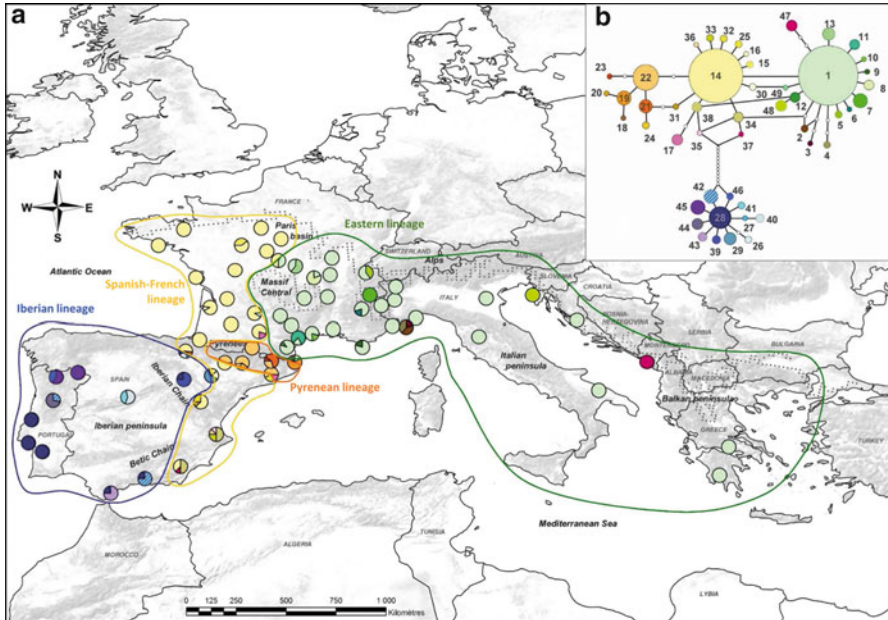 a
b
N
W
E
S
FRANCE
Paris
basin
Eastern lineage
Atlantic Ocean
Spanish-French
lineage
Massif
Central
SWITZERLAND
Alps
SLOVENIA
CROATIA
ITALY
BOSNIA-
HERZEGOVINA
SERBIA
BULGARIA
MONTENEGRO
Iberian lineage
Pyrenean lineage
Italian
peninsula
ALBANIA
MACEDONIA
Balkan peninsula
SPAIN
Iberian Chain
Iberian peninsula
PORTUGAL
Betic Chain
GREECE
TURKEY
Mediterranean Sea
MOROCCO
ALGERIA
TUNISIA
LYBIA
0 125 250 500 750 1 000
Kilomètres
47
13
11
10
9
8
7
6
5
4
3
2
1
12
49
48
30
36
33
32
25
16
15
14
23
22
20
19
21
18
24
31
38
34
17
35
37
42
46
45
41
40
28
27
44
26
43
39
29